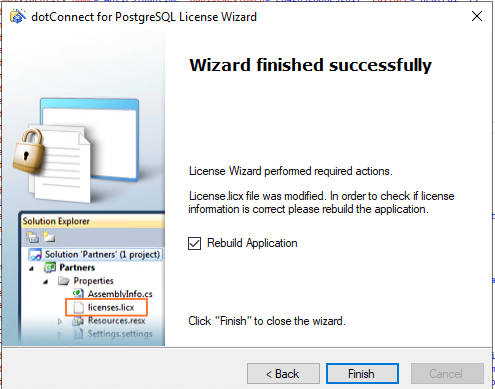 dotConnect for PostgreSQL License Wizard
Wizard finished successfully
License Wizard performed required actions.
License.licx file was modified. In order to check if license
information is correct please rebuild the application.
Rebuild Application
Solution Explorer
Solution 'Partners' (1 project)
Partners
Properties
AssemblyInfo.cs
licenses.licx
Resources.resx
Settings.settings
Click "Finish" to close the wizard.
< Back
Finish
Cancel